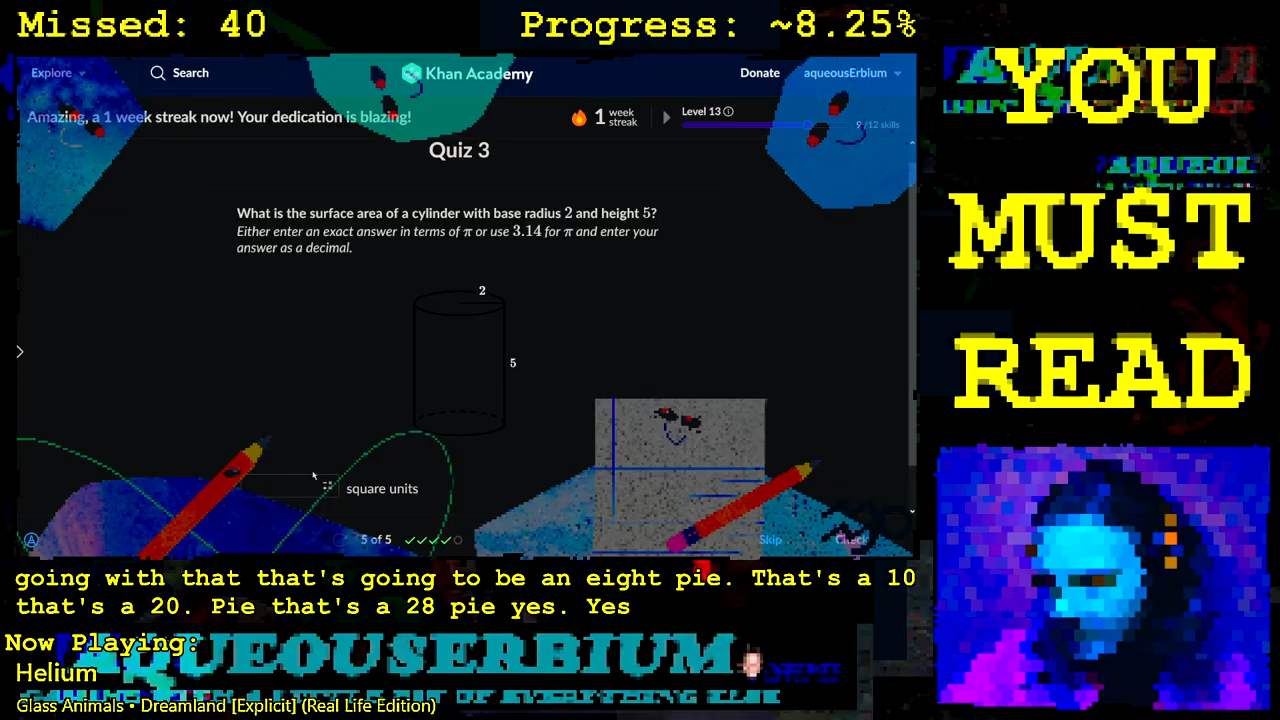 Missed: 40
Progress: ~8.25%
Explore
Search
Khan Academy
Donate
aqueousErbium
Amazing, a 1 week streak now! Your dedication is blazing!
1 week streak
Level 13
9 /12 skills
Quiz 3
What is the surface area of a cylinder with base radius 2 and height 5?
Either enter an exact answer in terms of π or use 3.14 for π and enter your
answer as a decimal.
2
5
square units
5 of 5
Skip
Check
going with that that's going to be an eight pie. That's a 10
that's a 20. Pie that's a 28 pie yes. Yes
Now Playing:
AQUEOUSERBIUM
Helium
Glass Animals • Dreamland [Explicit] (Real Life Edition)
YOU
MUST
READ